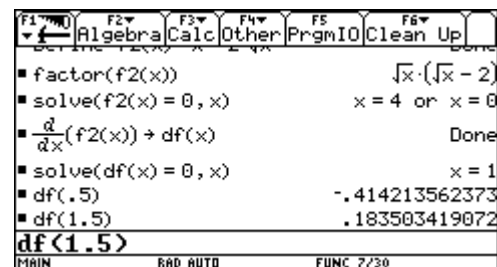 F1 F2 F3 F4 F5 F6
Algebra Calc Other PrgmIO Clean Up
factor(f2(x)) √x·(√x − 2)
solve(f2(x) = 0, x) x = 4 or x = 0
d/dx(f2(x)) → df(x) Done
solve(df(x) = 0, x) x = 1
df(.5) -.414213562373
df(1.5) .183503419072
df(1.5)
MAIN RAD AUTO FUNC 7/30